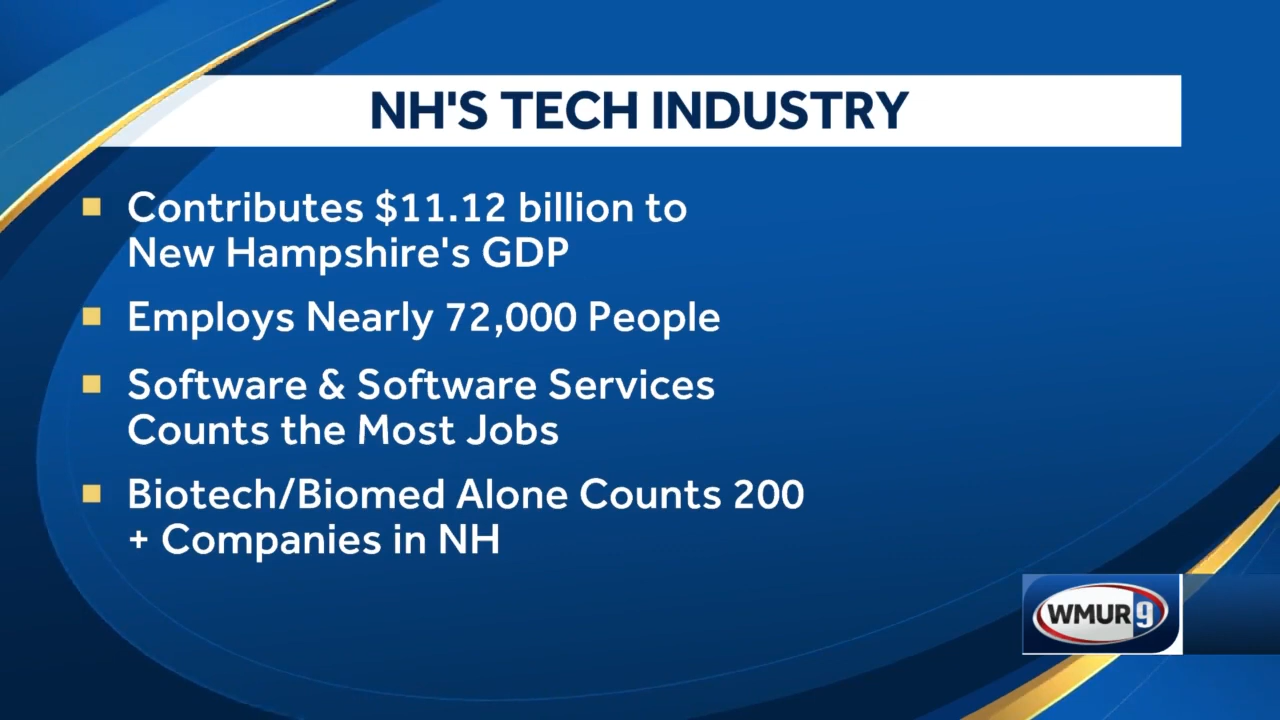 NH'S TECH INDUSTRY
Contributes $11.12 billion to
New Hampshire's GDP
Employs Nearly 72,000 People
Software & Software Services
Counts the Most Jobs
Biotech/Biomed Alone Counts 200
+ Companies in NH
WMUR9